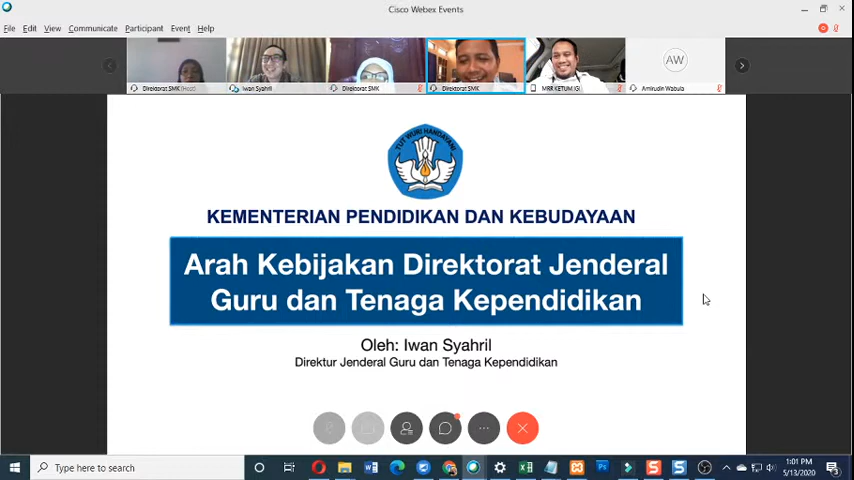 Cisco Webex Events
File Edit View Communicate Participant Event Help
Direktorat SMK (Host)
Iwan Syahril
Direktorat SMK
Direktorat SMK
MRR KETUM IGI
AW
Amirudin Wabula
TUT WURI HANDAYANI
KEMENTERIAN PENDIDIKAN DAN KEBUDAYAAN
Arah Kebijakan Direktorat Jenderal
Guru dan Tenaga Kependidikan
Oleh: Iwan Syahril
Direktur Jenderal Guru dan Tenaga Kependidikan
Type here to search
1:01 PM
5/13/2020